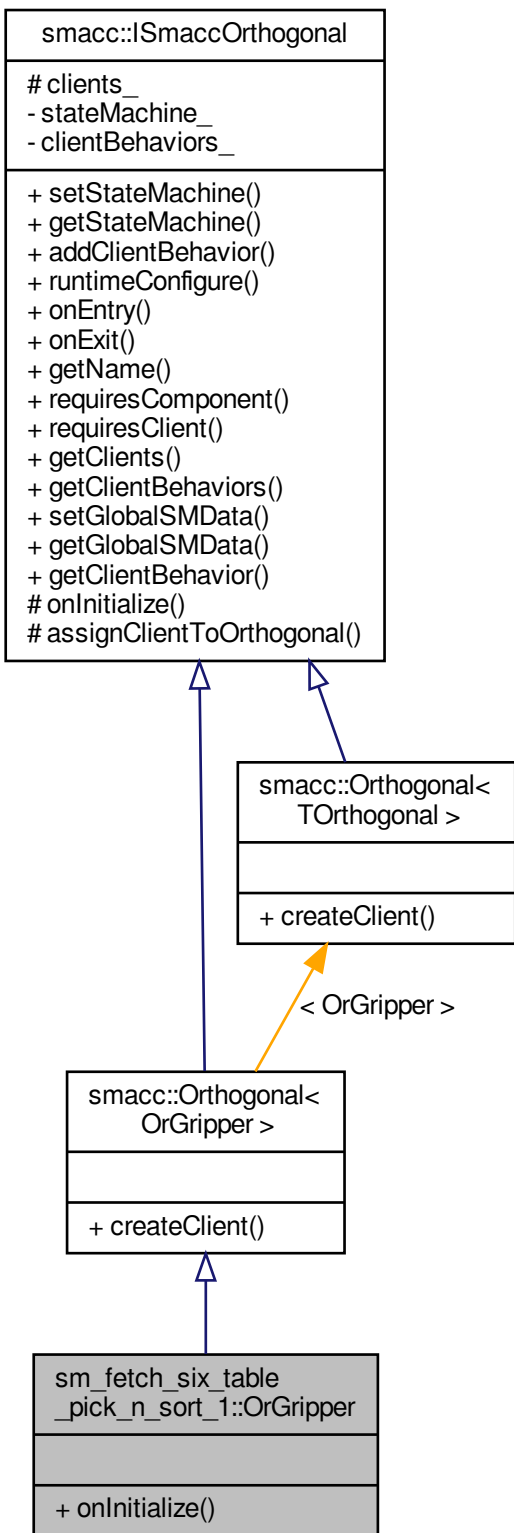 smacc::ISmaccOrthogonal
# clients_
- stateMachine_
- clientBehaviors_
+ setStateMachine()
+ getStateMachine()
+ addClientBehavior()
+ runtimeConfigure()
+ onEntry()
+ onExit()
+ getName()
+ requiresComponent()
+ requiresClient()
+ getClients()
+ getClientBehaviors()
+ setGlobalSMData()
+ getGlobalSMData()
+ getClientBehavior()
# onInitialize()
# assignClientToOrthogonal()
smacc::Orthogonal<
TOrthogonal >
+ createClient()
< OrGripper >
smacc::Orthogonal<
OrGripper >
+ createClient()
sm_fetch_six_table
_pick_n_sort_1::OrGripper
+ onInitialize()